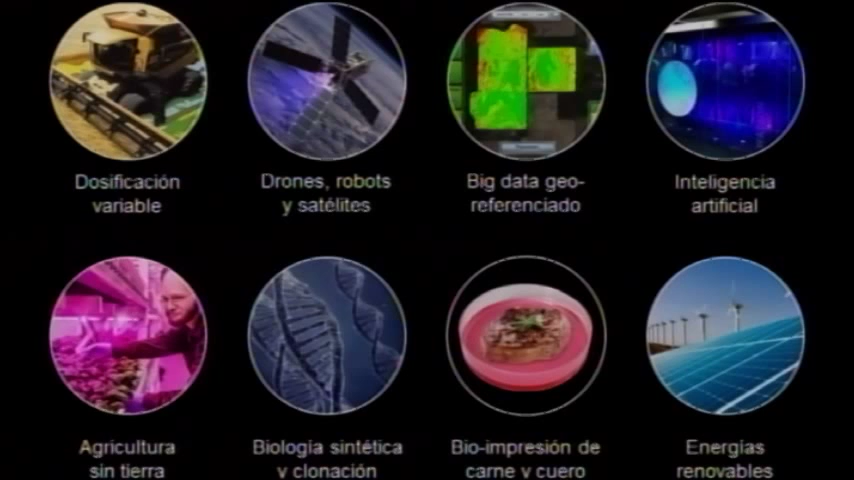 Dosificación
variable
Drones, robots
y satélites
Big data geo-
referenciado
Inteligencia
artificial
Agricultura
sin tierra
Biología sintética
y clonación
Bio-impresión de
carne y cuero
Energías
renovables